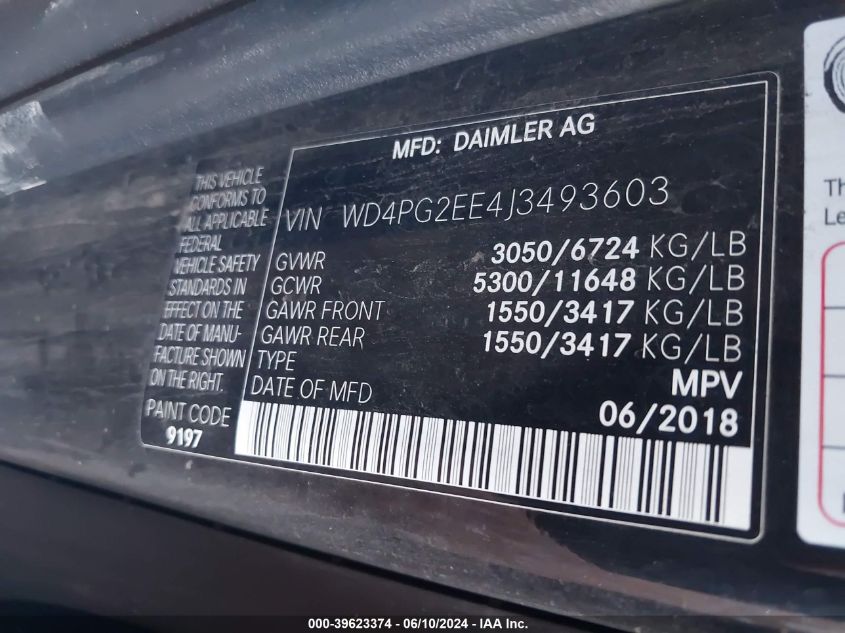 MFD: DAIMLER AG
THIS VEHICLE
CONFORMS TO
ALL APPLICABLE
FEDERAL
VEHICLE SAFETY
STANDARDS IN
EFFECT ON THE
DATE OF MANU-
FACTURE SHOWN
ON THE RIGHT.
PAINT CODE
9197
VIN WD4PG2EE4J3493603
GVWR 3050/6724 KG/LB
GCWR 5300/11648 KG/LB
GAWR FRONT 1550/3417 KG/LB
GAWR REAR 1550/3417 KG/LB
TYPE MPV
DATE OF MFD 06/2018
Th
Le
000-39623374 - 06/10/2024 - IAA Inc.